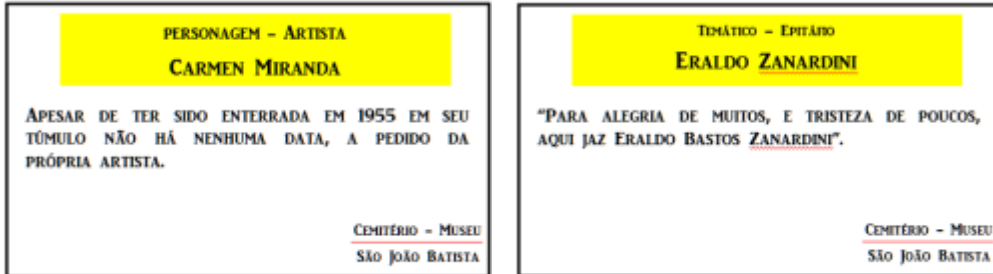 PERSONAGEM – ARTISTA
CARMEN MIRANDA
APESAR DE TER SIDO ENTERRADA EM 1955 EM SEU
TÚMULO NÃO HÁ NENHUMA DATA, A PEDIDO DA
PRÓPRIA ARTISTA.
CEMITÉRIO – MUSEU
SÃO JOÃO BATISTA
TEMÁTICO – EPITÁFIO
ERALDO ZANARDINI
“PARA ALEGRIA DE MUITOS, E TRISTEZA DE POUCOS,
AQUI JAZ ERALDO BASTOS ZANARDINI”.
CEMITÉRIO – MUSEU
SÃO JOÃO BATISTA